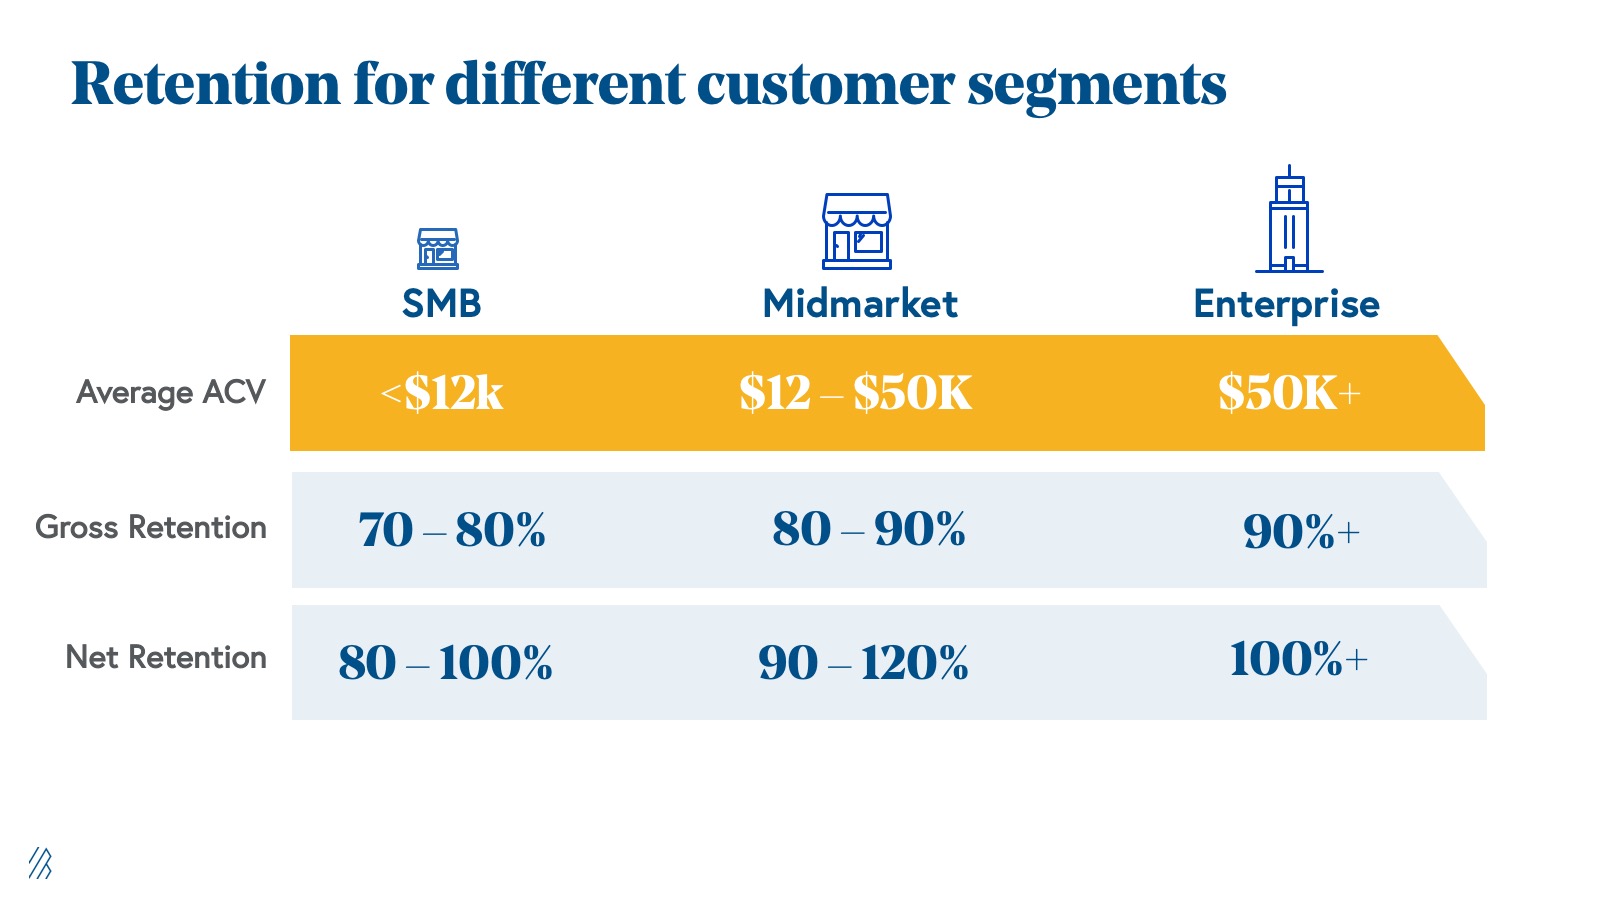 Retention for different customer segments
SMB Midmarket Enterprise
Average ACV <$12k $12 – $50K $50K+
Gross Retention 70 – 80% 80 – 90% 90%+
Net Retention 80 – 100% 90 – 120% 100%+